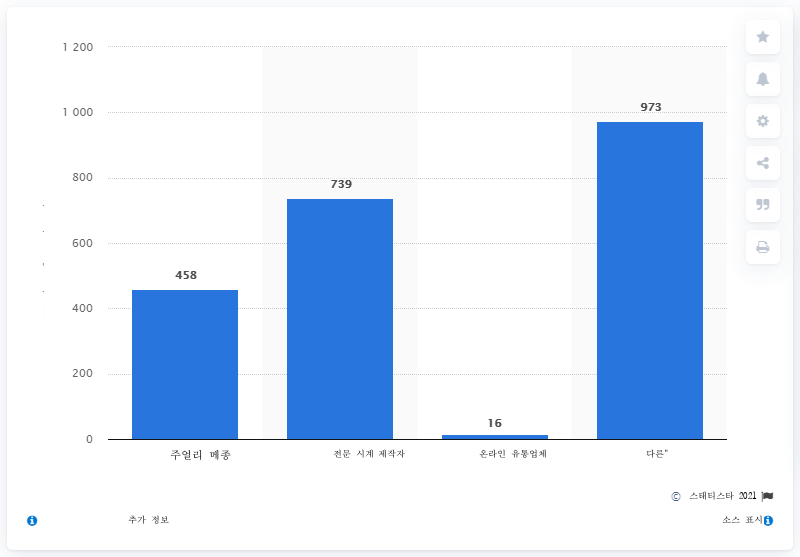 1 200
1 000
973
800
739
600
458
400
200
16
0
주얼리 메종
전문 시계 제작자
온라인 유통업체
다른"
© 스태티스타 2021
추가 정보
소스 표시